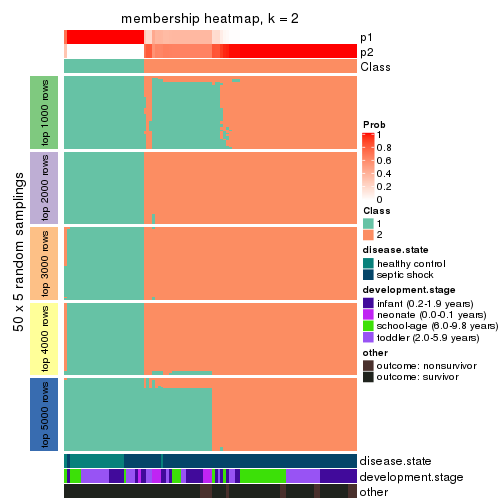 membership heatmap, k = 2
p1
p2
Class
50 x 5 random samplings
top 1000 rows
top 2000 rows
top 3000 rows
top 4000 rows
top 5000 rows
Prob
1
0.8
0.6
0.4
0.2
0
Class
1
2
disease.state
healthy control
septic shock
development.stage
infant (0.2-1.9 years)
neonate (0.0-0.1 years)
school-age (6.0-9.8 years)
toddler (2.0-5.9 years)
other
outcome: nonsurvivor
outcome: survivor
disease.state
development.stage
other